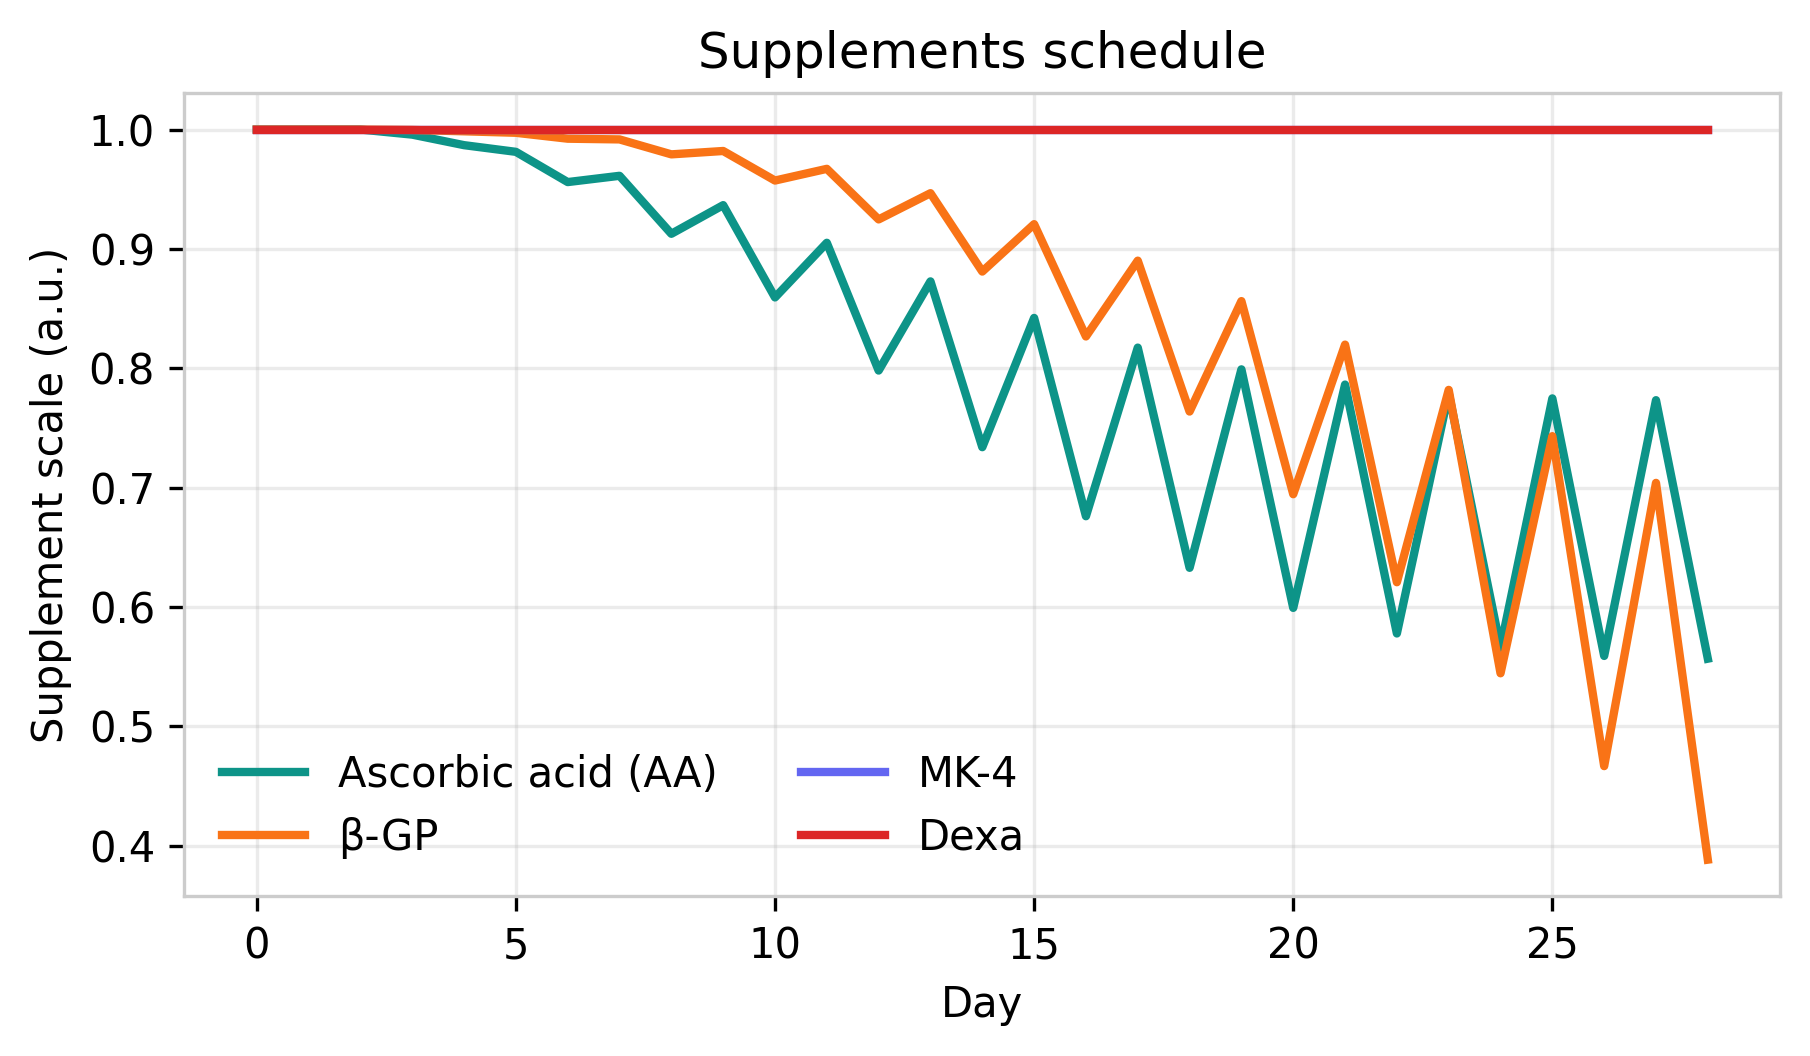 Supplements schedule
Supplement scale (a.u.)
1.0
0.9
0.8
0.7
0.6
0.5
0.4
Ascorbic acid (AA)
β-GP
MK-4
Dexa
0 5 10 15 20 25
Day